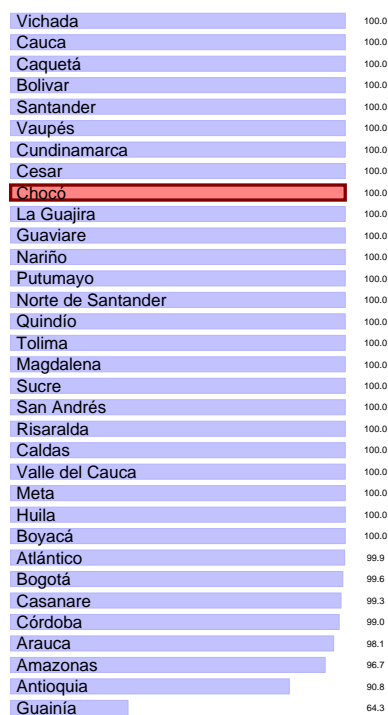 Vichada 100.0
Cauca 100.0
Caquetá 100.0
Bolivar 100.0
Santander 100.0
Vaupés 100.0
Cundinamarca 100.0
Cesar 100.0
Chocó 100.0
La Guajira 100.0
Guaviare 100.0
Nariño 100.0
Putumayo 100.0
Norte de Santander 100.0
Quindío 100.0
Tolima 100.0
Magdalena 100.0
Sucre 100.0
San Andrés 100.0
Risaralda 100.0
Caldas 100.0
Valle del Cauca 100.0
Meta 100.0
Huila 100.0
Boyacá 100.0
Atlántico 99.9
Bogotá 99.6
Casanare 99.3
Córdoba 99.0
Arauca 98.1
Amazonas 96.7
Antioquia 90.8
Guainía 64.3